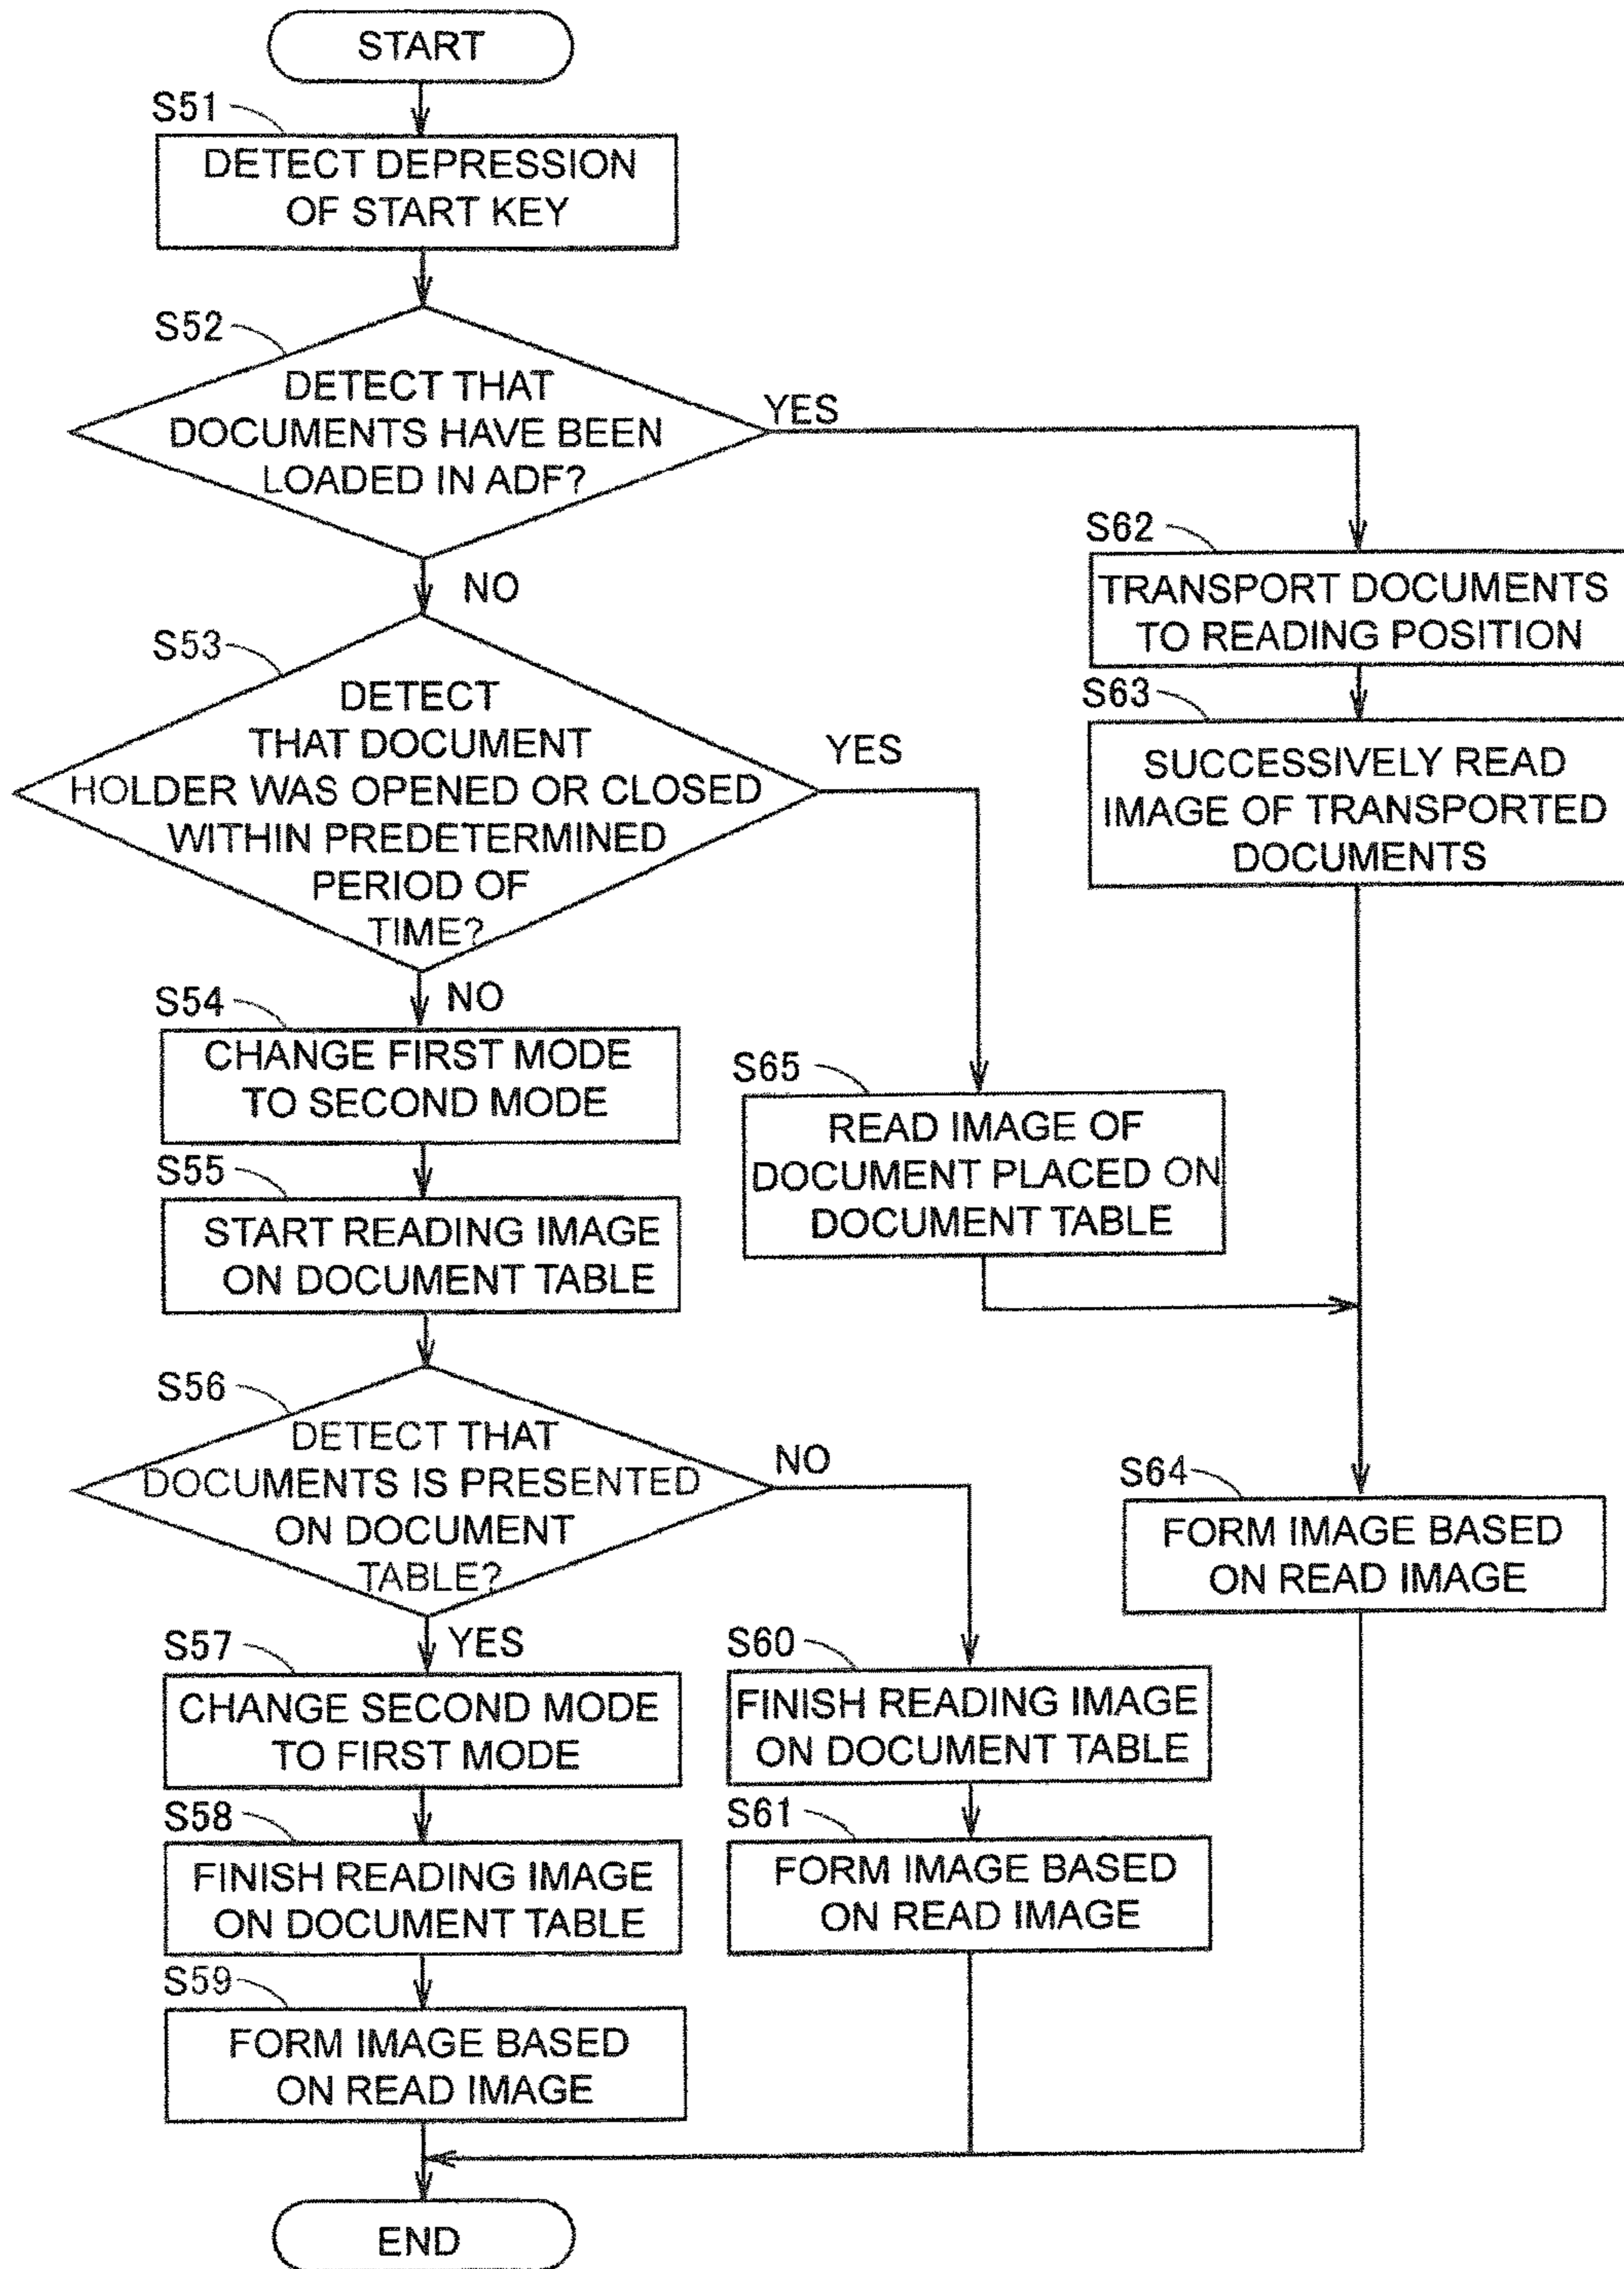 START
S51
DETECT DEPRESSION
OF START KEY
S52
DETECT THAT
DOCUMENTS HAVE BEEN
LOADED IN ADF?
YES
NO
S62
TRANSPORT DOCUMENTS
TO READING POSITION
S63
SUCCESSIVELY READ
IMAGE OF TRANSPORTED
DOCUMENTS
S53
DETECT
THAT DOCUMENT
HOLDER WAS OPENED OR CLOSED
WITHIN PREDETERMINED
PERIOD OF
TIME?
YES
NO
S54
CHANGE FIRST MODE
TO SECOND MODE
S65
READ IMAGE OF
DOCUMENT PLACED ON
DOCUMENT TABLE
S55
START READING IMAGE
ON DOCUMENT TABLE
S56
DETECT THAT
DOCUMENTS IS PRESENTED
ON DOCUMENT
TABLE?
NO
YES
S64
FORM IMAGE BASED
ON READ IMAGE
S57
CHANGE SECOND MODE
TO FIRST MODE
S60
FINISH READING IMAGE
ON DOCUMENT TABLE
S58
FINISH READING IMAGE
ON DOCUMENT TABLE
S61
FORM IMAGE BASED
ON READ IMAGE
S59
FORM IMAGE BASED
ON READ IMAGE
END